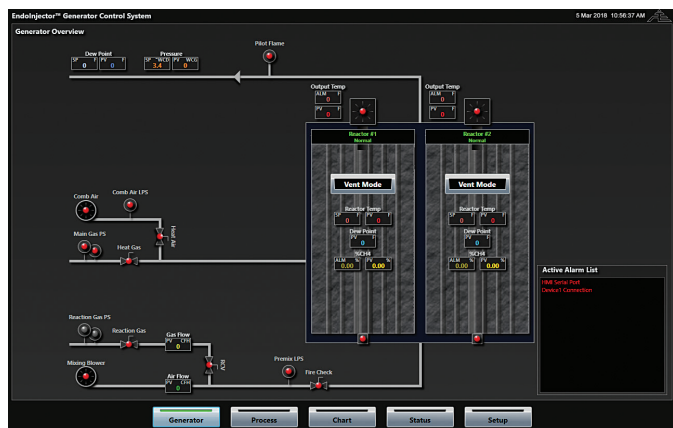 EndoInjector™ Generator Control System
5 Mar 2018 10:56:37 AM
Generator Overview
Pilot Flame
Dew Point
SP F PV F
0 0
Pressure
SP "WCD PV WCG
3.4 0
Output Temp
ALM F
0
PV F
0
Output Temp
ALM F
0
PV F
0
Reactor #1
Normal
Reactor #2
Normal
Vent Mode
Vent Mode
Reactor Temp
SP F PV F
0 0
Reactor Temp
SP F PV F
0 0
Dew Point
PV F
0
Dew Point
PV F
0
%CH4
ALM % PV %
0.00 0.00
%CH4
ALM % PV %
0.00 0.00
Comb Air
Comb Air LPS
Heat Air
Main Gas PS
Heat Gas
Active Alarm List
HMI Serial Port
Device1 Connection
Reaction Gas PS
Reaction Gas
Gas Flow
PV CFH
0
Mixing Blower
RCV
Air Flow
PV CFH
0
Premix LPS
Fire Check
Generator
Process
Chart
Status
Setup